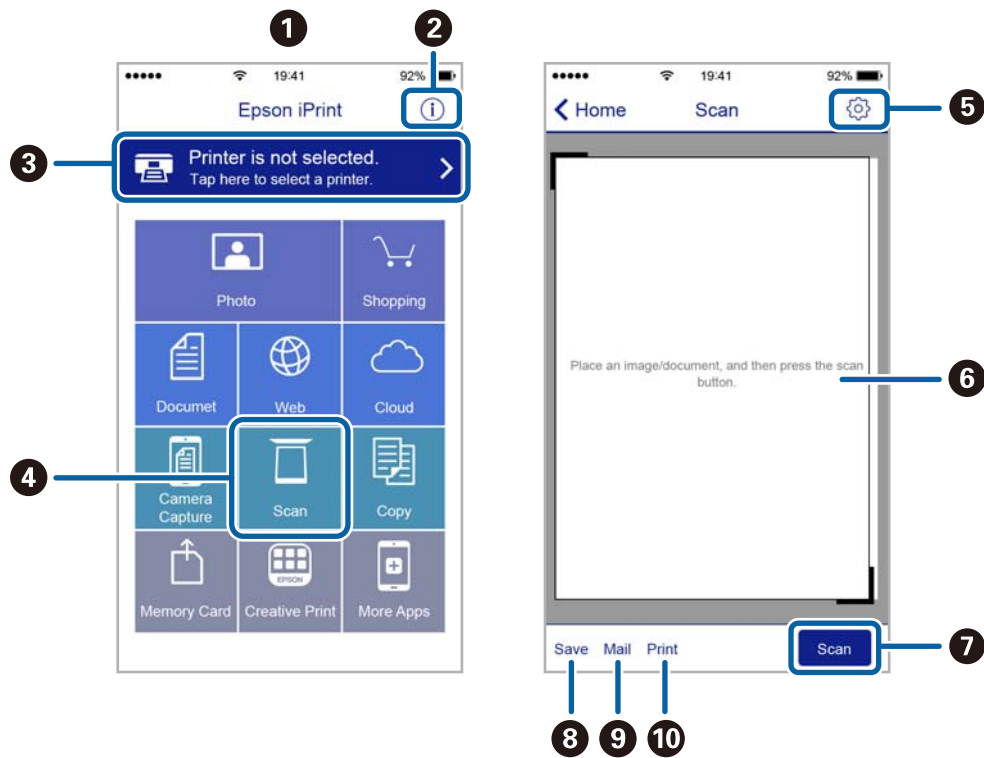 1
2
19:41
92%
Epson iPrint
i
3
Printer is not selected.
Tap here to select a printer.
Photo
Shopping
Documet
Web
Cloud
4
Camera
Capture
Scan
Copy
EPSON
Memory Card
Creative Print
More Apps
19:41
92%
Home
Scan
5
Place an image/document, and then press the scan
button.
6
Save
Mail
Print
Scan
7
8
9
10